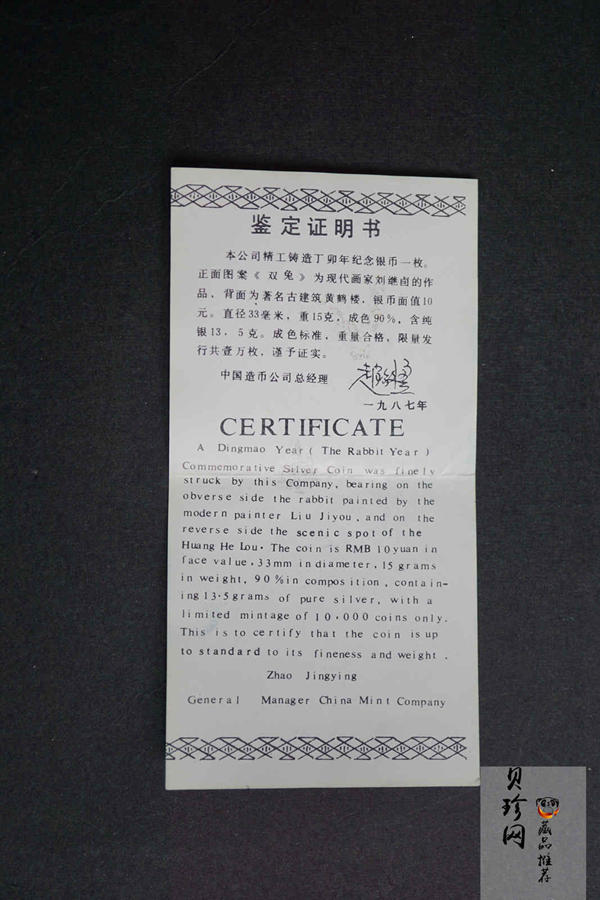 鉴定证明书
本公司精工铸造丁卯年纪念银币一枚。
正面图案《双兔》为现代画家刘继卣的作
品，背面为著名古建筑黄鹤楼，银币面值10
元。直径33毫米，重15克，成色90%，含纯
银13．5克。成色标准，重量合格，限量发
行共壹万枚，谨予证实。
中国造币公司总经理
一九八七年
CERTIFICATE
A Dingmao Year ( The Rabbit Year )
Commemorative Silver Coin was finely
struck by this Company, bearing on the
obverse side the rabbit painted by the
modern painter Liu Jiyou, and on the
reverse side the scenic spot of the
Huang He Lou· The coin is RMB 10 yuan in
face value, 33mm in diameter, 15 grams
in weight, 90% in composition, contain-
ing 13·5 grams of pure silver, with a
limited mintage of 10,000 coins only.
This is to certify that the coin is up
to standard to its fineness and weight .
Zhao Jingying
General Manager China Mint Company
贝珍网
藏品推荐